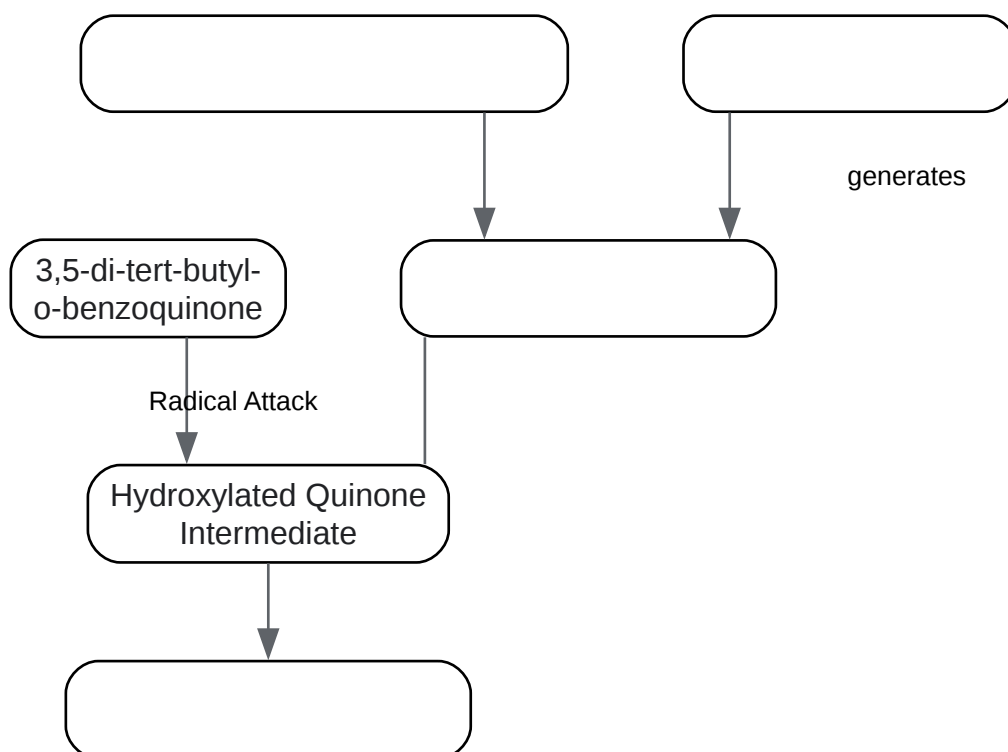 generates
3,5-di-tert-butyl-
o-benzoquinone
Radical Attack
Hydroxylated Quinone
Intermediate